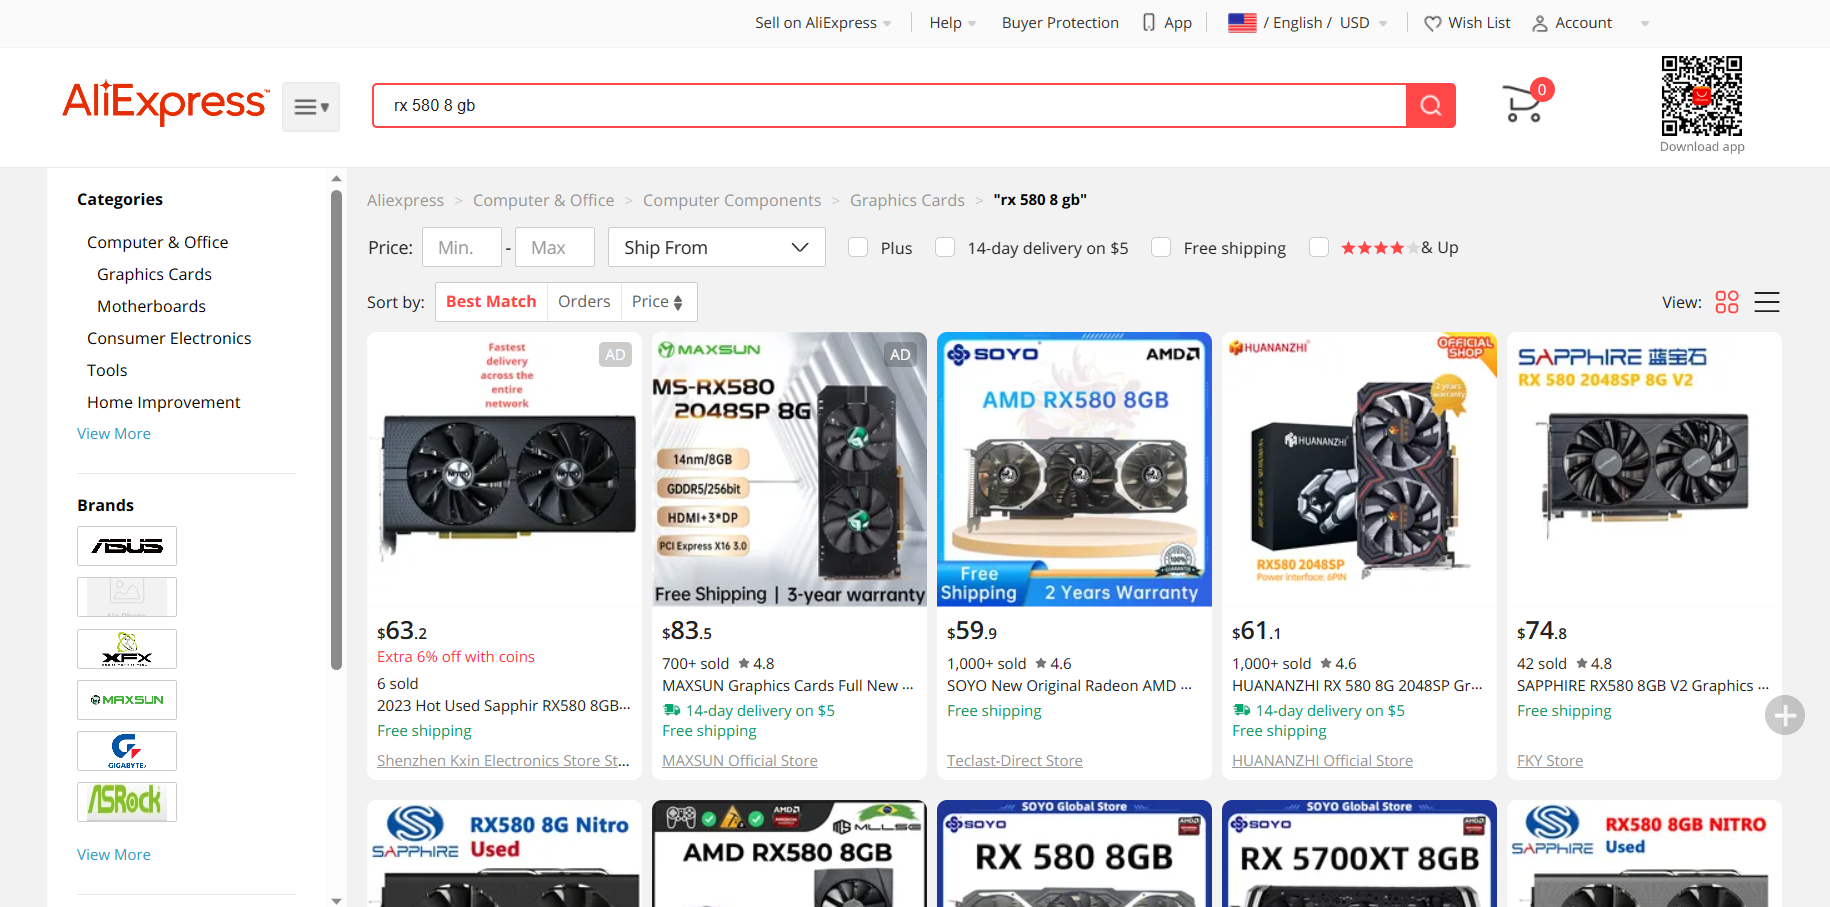 Sell on AliExpress
Help
Buyer Protection
App
/ English / USD
Wish List
Account
AliExpress™
rx 580 8 gb
0
Download app
Categories
Computer & Office
Graphics Cards
Motherboards
Consumer Electronics
Tools
Home Improvement
View More
Brands
ASUS
XFX
MAXSUN
GIGABYTE
ASRock
View More
Aliexpress > Computer & Office > Computer Components > Graphics Cards > "rx 580 8 gb"
Price: Min. - Max
Ship From
Plus
14-day delivery on $5
Free shipping
& Up
Sort by: Best Match Orders Price
View:
Fastest
delivery
across the
entire
network
AD
NITRO
$63.2
Extra 6% off with coins
6 sold
2023 Hot Used Sapphir RX580 8GB...
Free shipping
Shenzhen Kxin Electronics Store St...
MAXSUN
AD
MS-RX580
2048SP 8G
14nm/8GB
GDDR5/256bit
HDMI+3*DP
PCI Express X16 3.0
Free Shipping | 3-year warranty
$83.5
700+ sold 4.8
MAXSUN Graphics Cards Full New ...
14-day delivery on $5
Free shipping
MAXSUN Official Store
SOYO
AMD
AMD RX580 8GB
Free
Shipping
2 Years Warranty
$59.9
1,000+ sold 4.6
SOYO New Original Radeon AMD ...
Free shipping
Teclast-Direct Store
HUANANZHI
OFFICIAL
SHOP
2 years
warranty
HUANANZHI
RX580 2048SP
Power interfoce: 6PIN
$61.1
1,000+ sold 4.6
HUANANZHI RX 580 8G 2048SP Gr...
14-day delivery on $5
Free shipping
HUANANZHI Official Store
SAPPHIRE 蓝宝石
RX 580 2048SP 8G V2
$74.8
42 sold 4.8
SAPPHIRE RX580 8GB V2 Graphics ...
Free shipping
FKY Store
SAPPHIRE
RX580 8G Nitro
Used
AMD
MLLSE
AMD RX580 8GB
SOYO Global Store
SOYO
AMD
RX 580 8GB
SOYO Global Store
SOYO
AMD
RX 5700XT 8GB
SAPPHIRE
RX580 8GB NITRO
Used